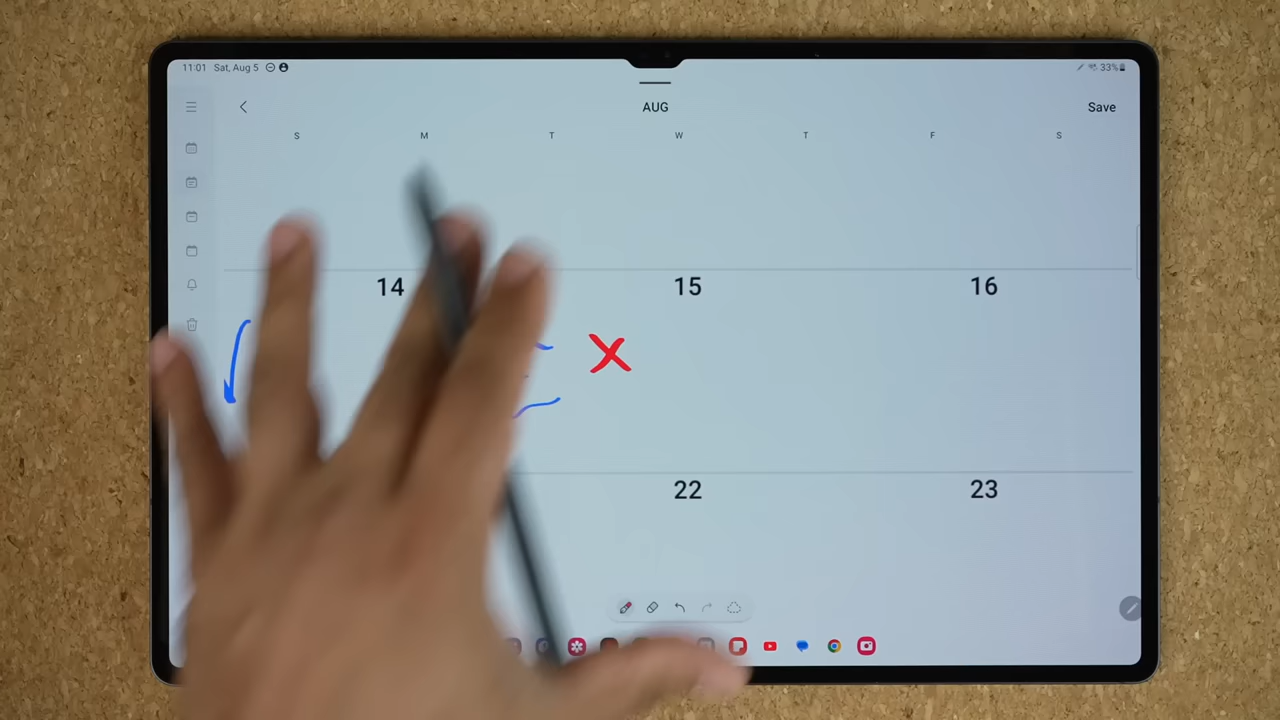 11:01 Sat, Aug 5 33%
AUG Save
S M T W T F S
14 15 16
X
22 23